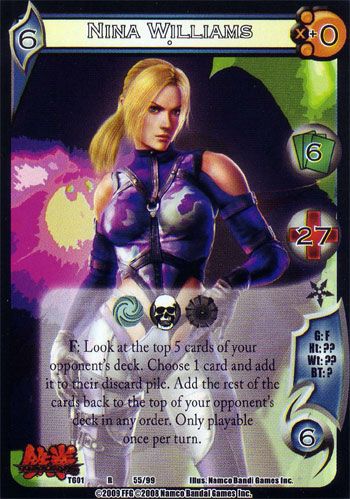 NINA WILLIAMS
6
X +0
6
27
G: F
Ht: ??
Wt: ??
BT: ?
F: Look at the top 5 cards of your
opponent's deck. Choose 1 card and add
it to their discard pile. Add the rest of the
cards back to the top of your opponent's
deck in any order. Only playable
once per turn.
6
T601 R 55/99 Illus: Namco Bandi Games Inc.
©2009 FFG ©2008 Namco Bandai Games Inc.